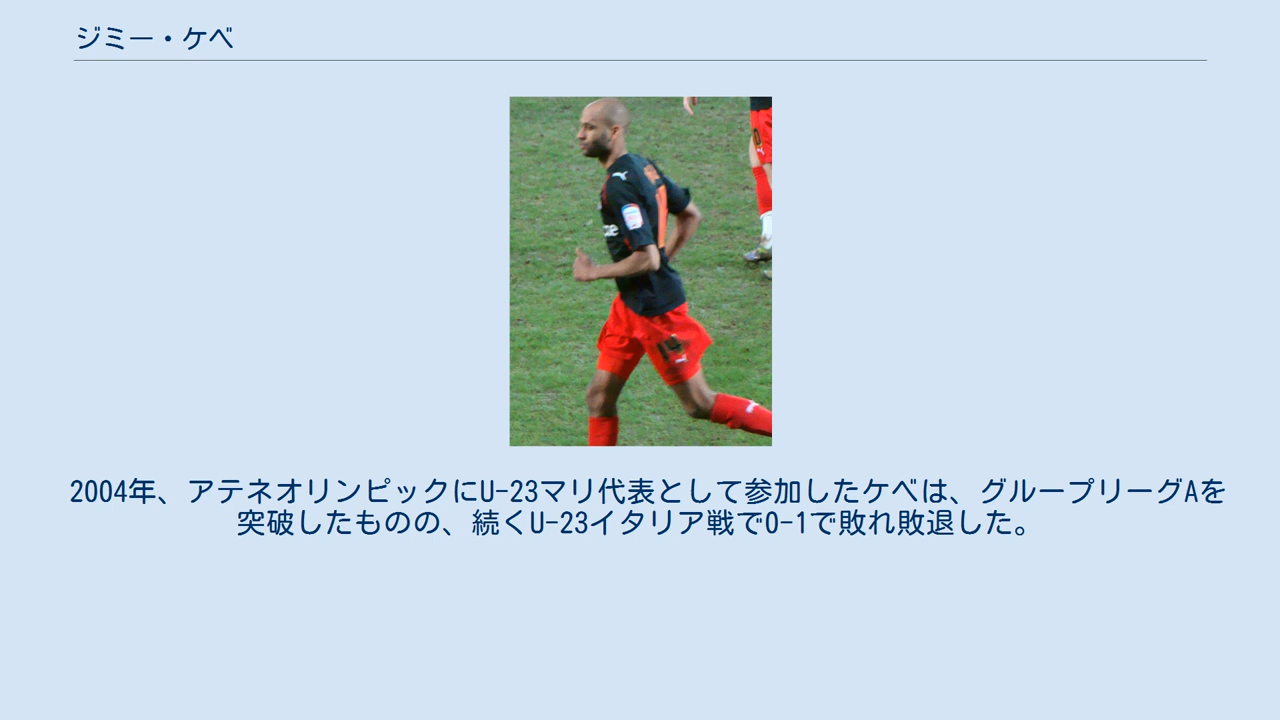 ジミー・ケベ
14
2004年、アテネオリンピックにU-23マリ代表として参加したケベは、グループリーグAを
突破したものの、続くU-23イタリア戦で0-1で敗れ敗退した。